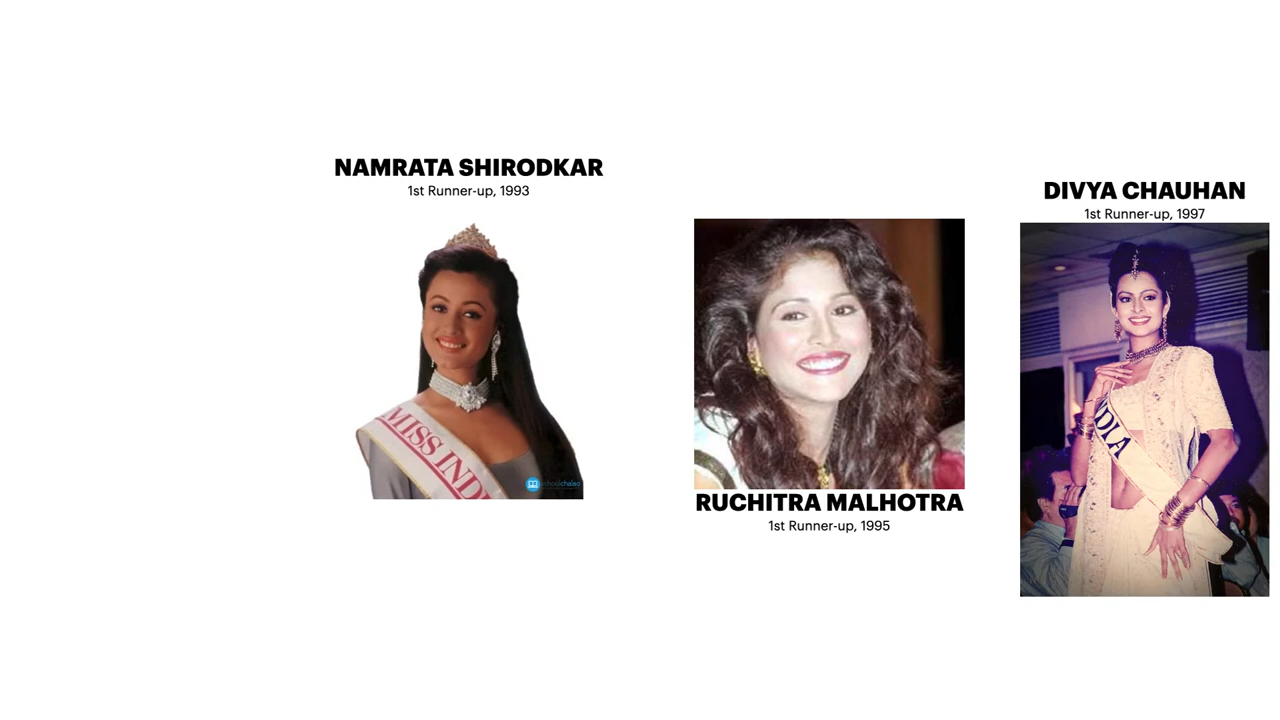 NAMRATA SHIRODKAR
1st Runner-up, 1993
MISS INDI
schoolchalao
RUCHITRA MALHOTRA
1st Runner-up, 1995
DIVYA CHAUHAN
1st Runner-up, 1997
NDIA